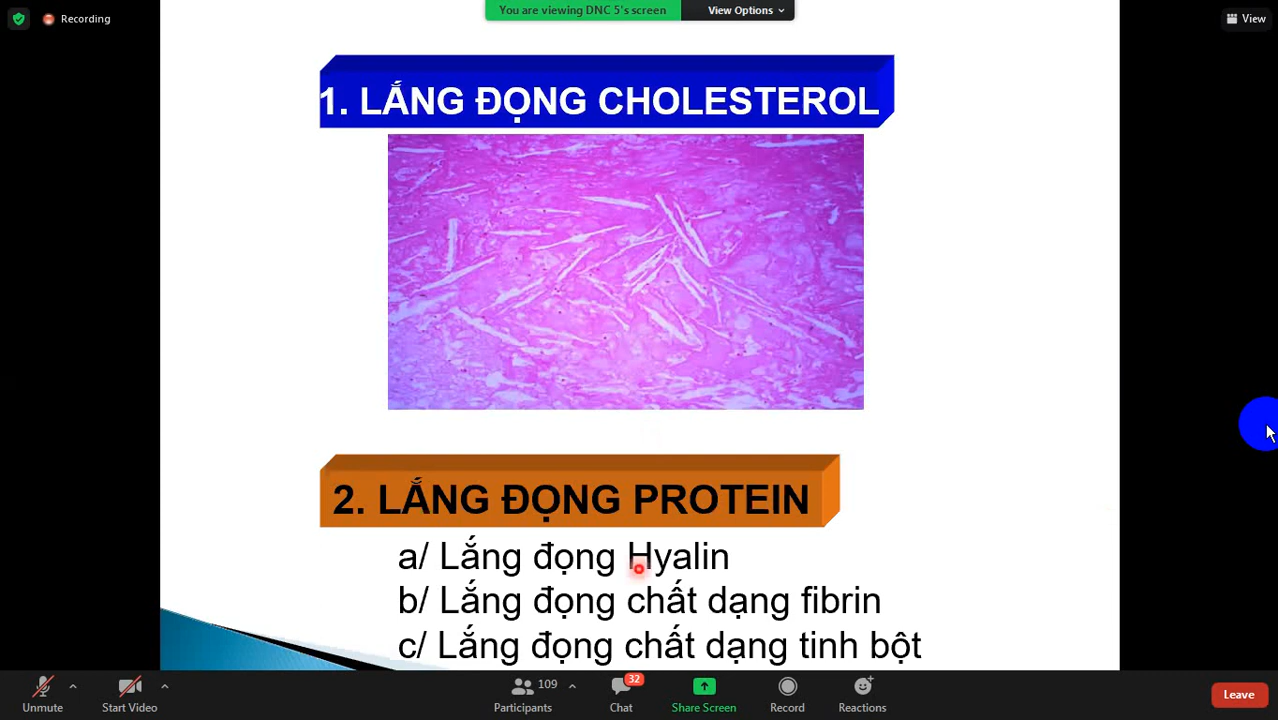 You are viewing DNC 5's screen
View Options
Recording
View
1. LẮNG ĐỌNG CHOLESTEROL
2. LẮNG ĐỌNG PROTEIN
a/ Lắng đọng Hyalin
b/ Lắng đọng chất dạng fibrin
c/ Lắng đọng chất dạng tinh bột
Unmute
Start Video
109
Participants
32
Chat
Share Screen
Record
Reactions
Leave